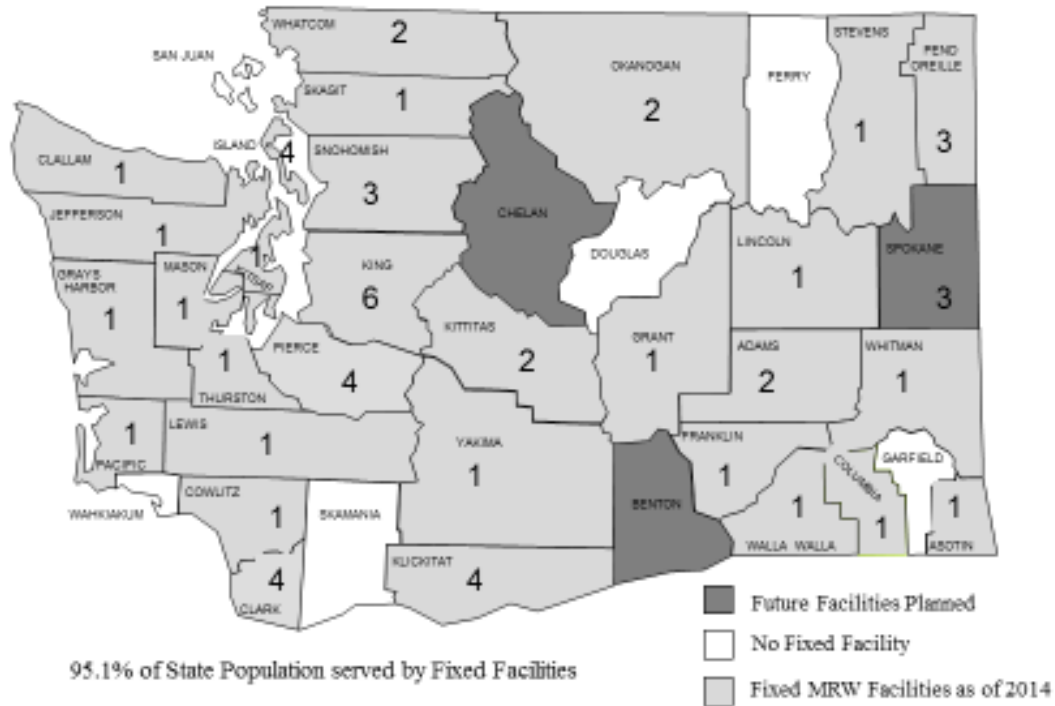 WHATCOM
2
SAN JUAN
SKAGIT
1
OKANOGAN
2
FERRY
STEVENS
1
PEND
OREILLE
3
ISLAND
4
SNOHOMISH
3
CLALLAM
1
JEFFERSON
1
CHELAN
DOUGLAS
LINCOLN
1
SPOKANE
3
GRAYS
HARBOR
1
MASON
1
KITSAP
1
KING
6
KITTITAS
2
GRANT
1
ADAMS
2
WHITMAN
1
PIERCE
4
1
THURSTON
LEWIS
1
1
PACIFIC
YAKIMA
1
FRANKLIN
1
COLUMBIA
1
GARFIELD
WAHKIAKUM
COWLITZ
1
SKAMANIA
BENTON
1
WALLA WALLA
1
ASOTIN
KLICKITAT
4
4
CLARK
Future Facilities Planned
No Fixed Facility
Fixed MRW Facilities as of 2014
95.1% of State Population served by Fixed Facilities